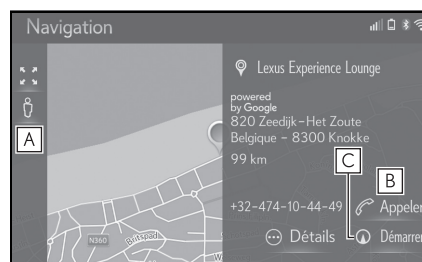 Navigation
A
Lexus Experience Lounge
powered
by Google
820 Zeedijk-Het Zoute
Belgique - 8300 Knokke
99 km
C
B
+32-474-10-44-49
Appeler
Détails
Démarrer
N360
Britspad